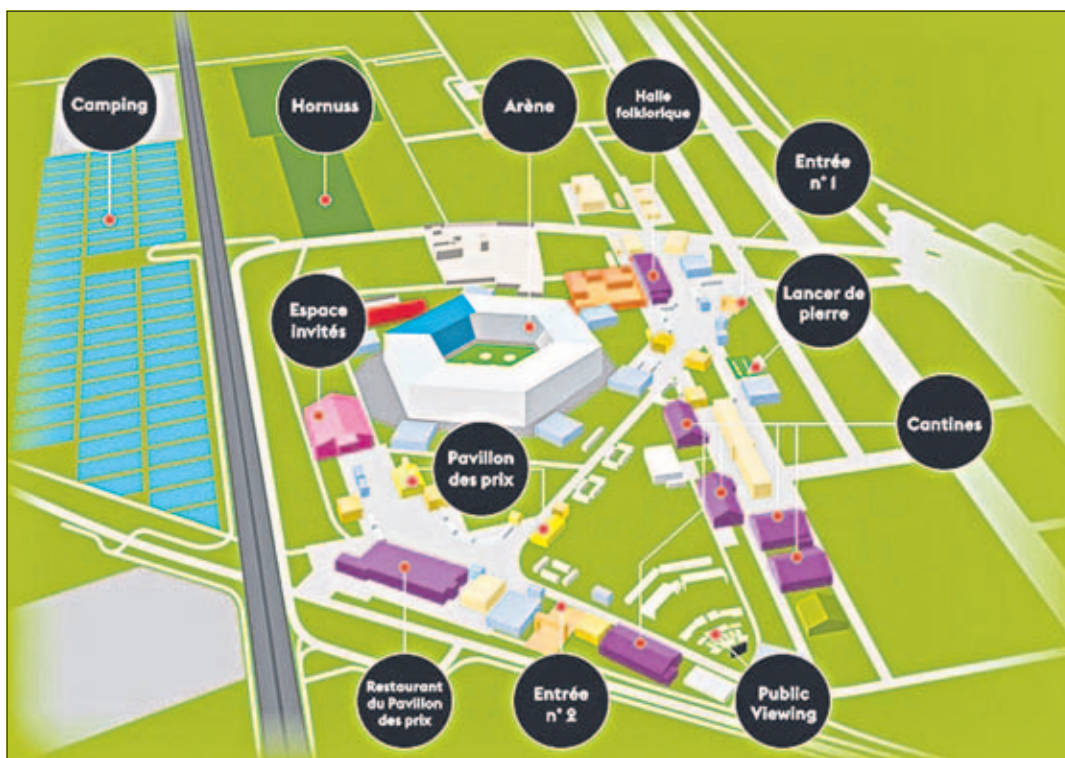 Camping
Hornuss
Arène
Halle
folklorique
Entrée
n° 1
Espace
invités
Lancer de
pierre
Pavillon
des prix
Cantines
Restaurant
du Pavillon
des prix
Entrée
n° 2
Public
Viewing